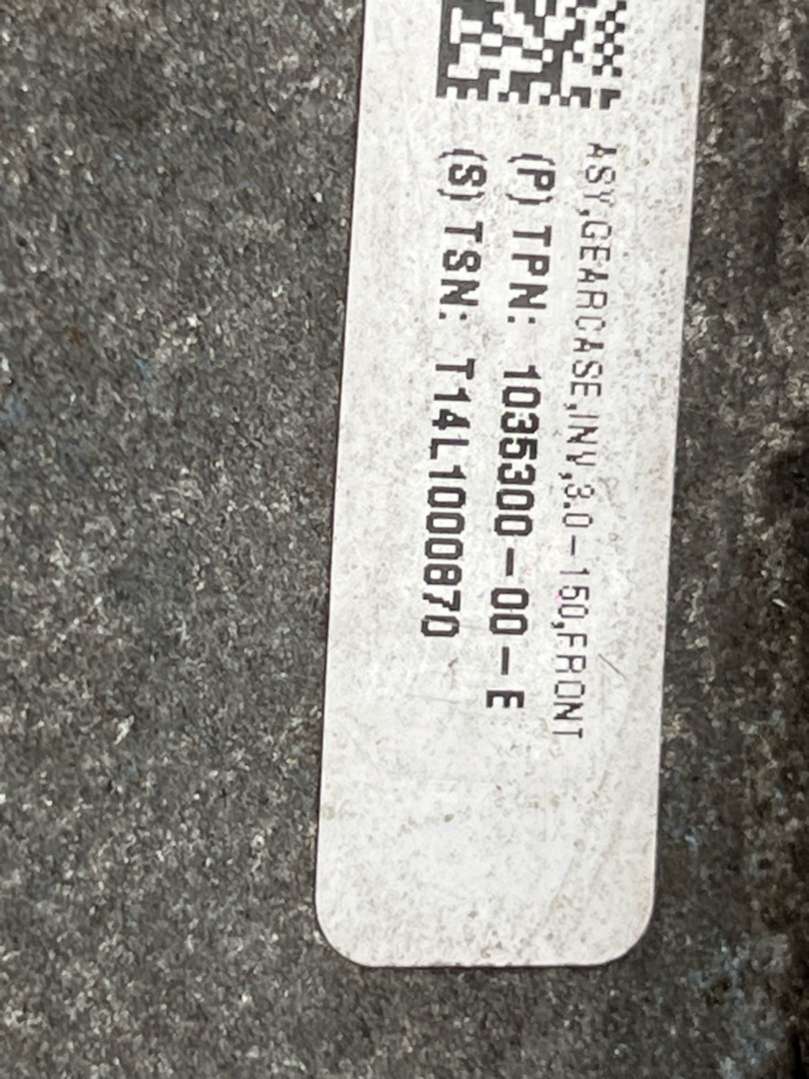 ASY,GEARCASE,INV,3.0-150,FRONT
(P) TPN: 1035300-00-E
(S) TSN: T14L1000870